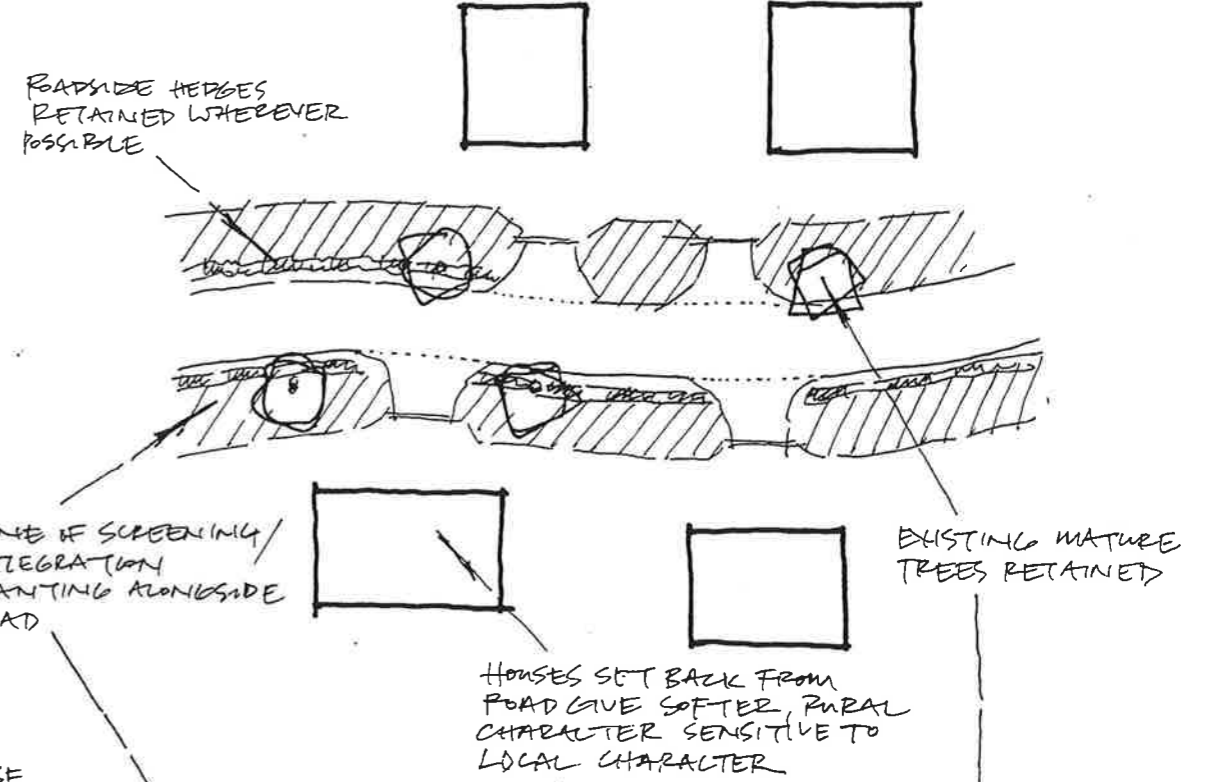 ROADSIDE HEDGES
RETAINED WHEREVER
POSSIBLE
NE OF SCREENING/
TEGRATION
ANTING ALONGSIDE
AD
EXISTING MATURE
TREES RETAINED
HOUSES SET BACK FROM
ROAD GIVE SOFTER, RURAL
CHARACTER SENSITIVE TO
LOCAL CHARACTER
SE